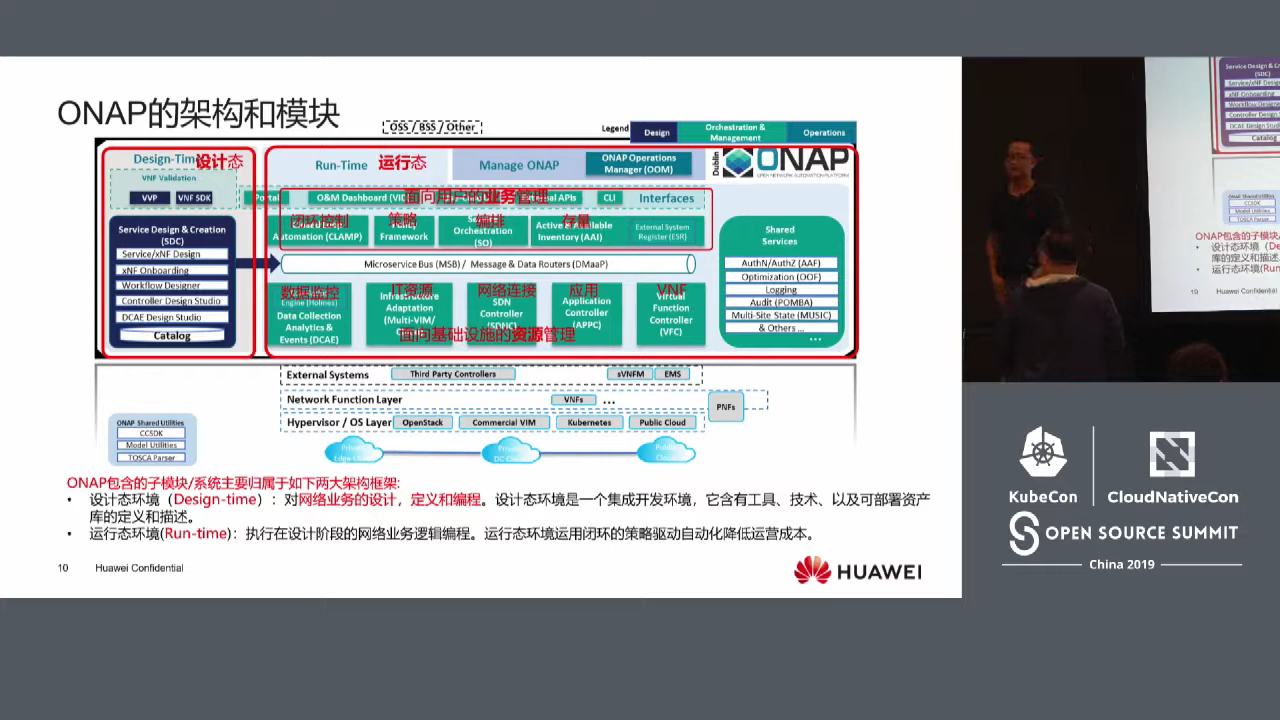 ONAP的架构和模块
OSS / BSS / Other
Legend
Design
Orchestration &
Management
Operations
Design-Time
设计态
Run-Time
运行态
Manage ONAP
ONAP Operations
Manager (OOM)
Dublin
ONAP
OPEN NETWORK AUTOMATION PLATFORM
VNF Validation
VVP
VNF SDK
Portal
O&M Dashboard (VID)
面向用户的业务管理
External APIs
CLI
Interfaces
闭环控制
策略
编排
存量
Automation (CLAMP)
Framework
Orchestration
(SO)
Inventory (AAI)
External System
Register (ESR)
Service Design & Creation
(SDC)
Service/xNF Design
xNF Onboarding
Workflow Designer
Controller Design Studio
DCAE Design Studio
Catalog
Microservice Bus (MSB) / Message & Data Routers (DMaaP)
数据监控
IT资源
网络连接
应用
VNF
Engine (Holmes)
Data Collection
Analytics &
Events (DCAE)
Infrastructure
Adaptation
(Multi-VIM/
SDN
Controller
(SDNC)
Application
Controller
(APPC)
Virtual
Function
Controller
(VFC)
面向基础设施的资源管理
Shared
Services
AuthN/AuthZ (AAF)
Optimization (OOF)
Logging
Audit (POMBA)
Multi-Site State (MUSIC)
& Others ...
...
External Systems
Third Party Controllers
sVNFM
EMS
Network Function Layer
VNFs
...
PNFs
Hypervisor / OS Layer
OpenStack
Commercial VIM
Kubernetes
Public Cloud
ONAP Shared Utilities
CCSDK
Model Utilities
TOSCA Parser
Private
Edge Cloud
Private
DC Cloud
Public
Cloud
ONAP包含的子模块/系统主要归属于如下两大架构框架:
• 设计态环境（Design-time）：对网络业务的设计，定义和编程。设计态环境是一个集成开发环境，它含有工具、技术、以及可部署资产
库的定义和描述。
• 运行态环境(Run-time)：执行在设计阶段的网络业务逻辑编程。运行态环境运用闭环的策略驱动自动化降低运营成本。
10
Huawei Confidential
HUAWEI
KubeCon
CloudNativeCon
OPEN SOURCE SUMMIT
China 2019